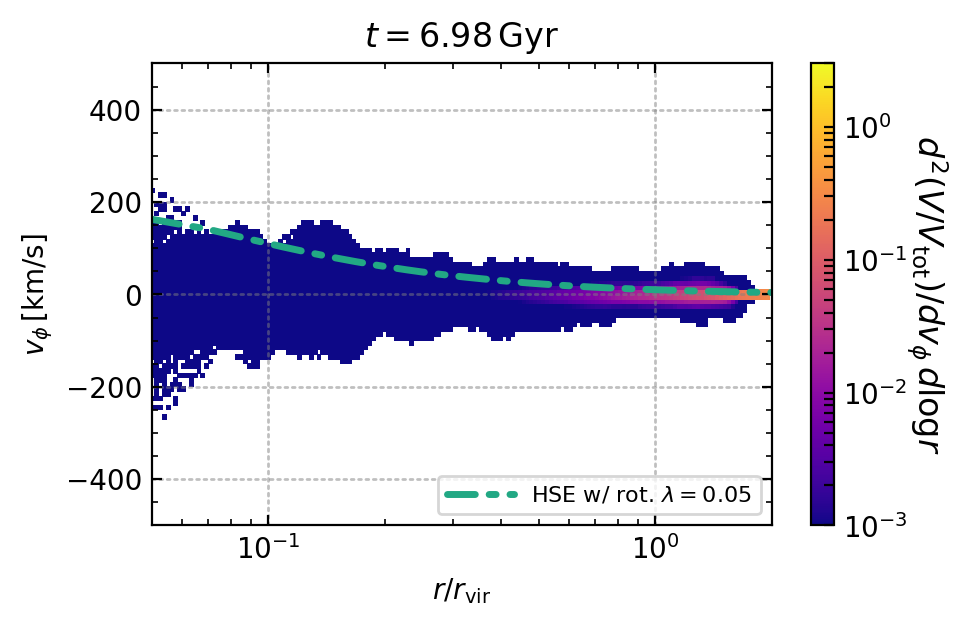 t = 6.98 Gyr
400
200
0
−200
−400
v_ϕ [km/s]
10^−1
10^0
r/r_vir
HSE w/ rot. λ = 0.05
10^0
10^−1
10^−2
10^−3
d^2(V/V_tot)/dv_ϕ dlogr